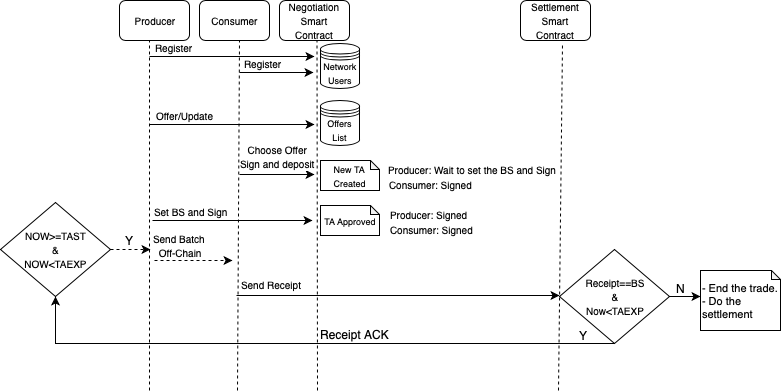 Producer
Consumer
Negotiation
Smart
Contract
Settlement
Smart
Contract
Register
Register
Network
Users
Offer/Update
Offers
List
Choose Offer
Sign and deposit
New TA
Created
Producer: Wait to set the BS and Sign
Consumer: Signed
Set BS and Sign
TA Approved
Producer: Signed
Consumer: Signed
NOW>=TAST
&
NOW<TAEXP
Y
Send Batch
Off-Chain
Send Receipt
Receipt==BS
&
Now<TAEXP
N
- End the trade.
- Do the
settlement
Y
Receipt ACK